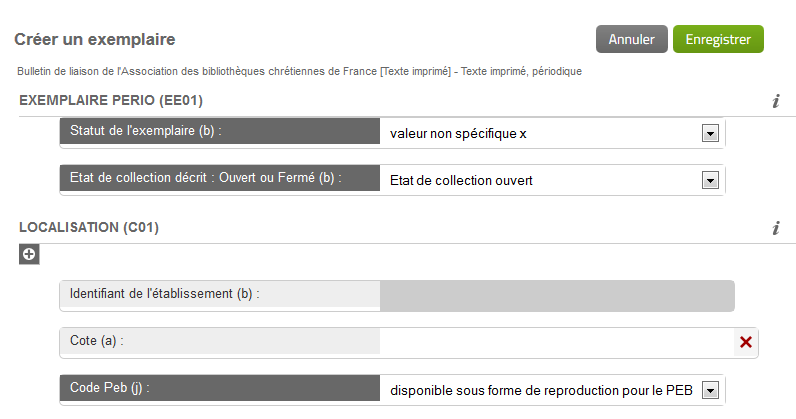 Créer un exemplaire
Annuler
Enregistrer
Bulletin de liaison de l'Association des bibliothèques chrétiennes de France [Texte imprimé] - Texte imprimé, périodique
EXEMPLAIRE PERIO (EE01)
i
Statut de l'exemplaire (b) :
valeur non spécifique x
Etat de collection décrit : Ouvert ou Fermé (b) :
Etat de collection ouvert
LOCALISATION (C01)
i
Identifiant de l'établissement (b) :
Cote (a) :
Code Peb (j) :
disponible sous forme de reproduction pour le PEB